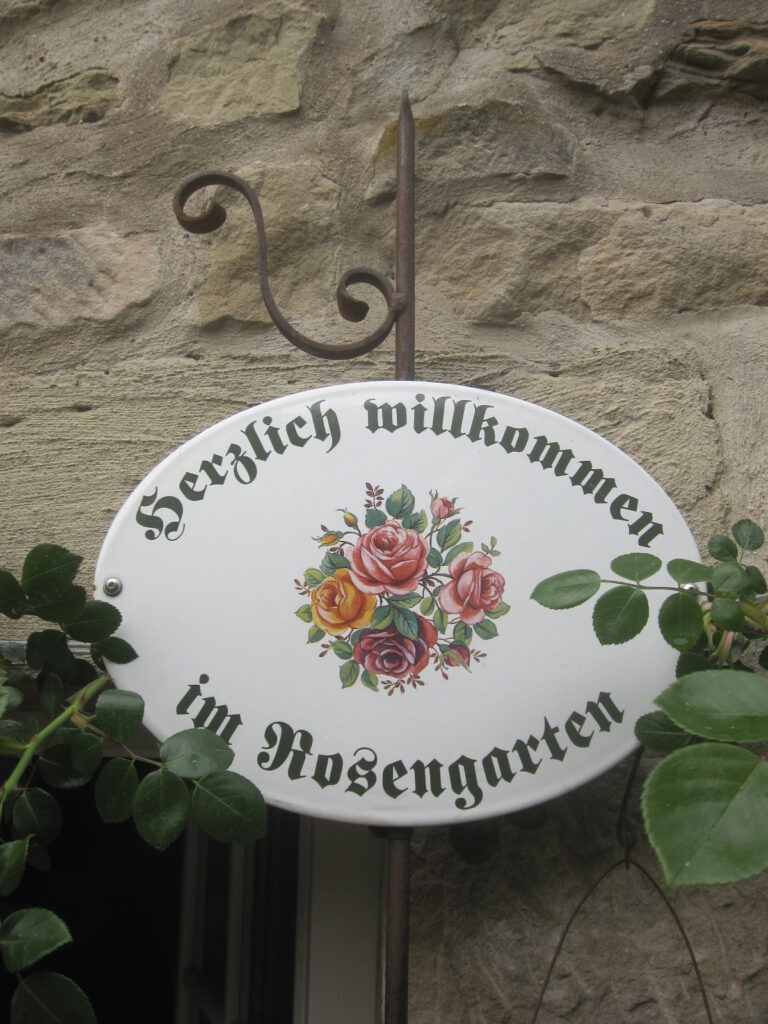 Herzlich willkommen
im Rosengarten